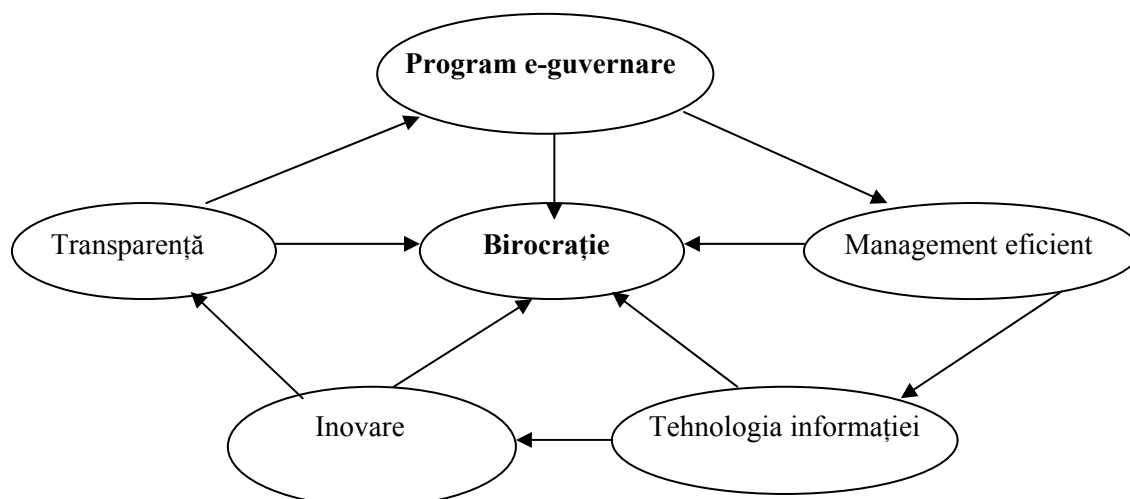 Program e-guvernare
Transparență
Birocrație
Management eficient
Inovare
Tehnologia informației